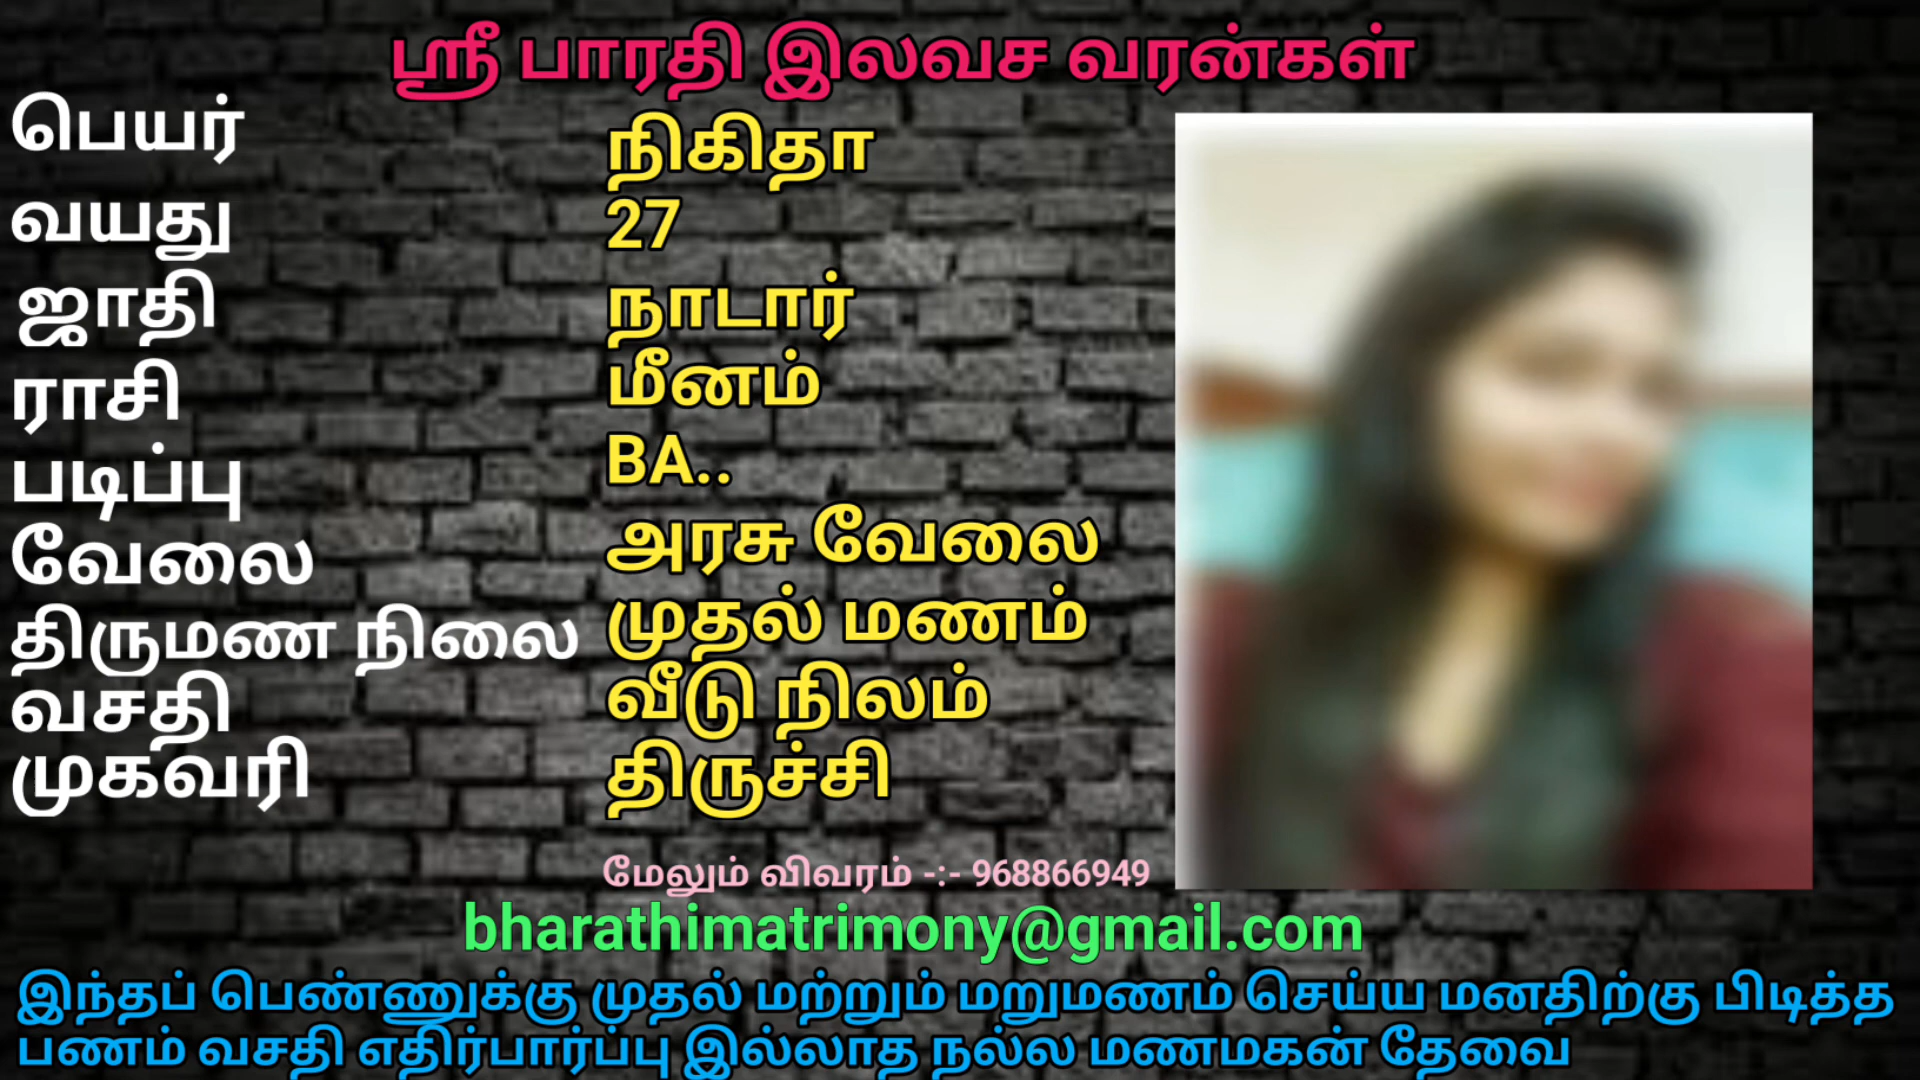 ஸ்ரீ பாரதி இலவச வரன்கள்
பெயர் நிகிதா
வயது 27
ஜாதி நாடார்
ராசி மீனம்
படிப்பு BA..
வேலை அரசு வேலை
திருமண நிலை முதல் மணம்
வசதி வீடு நிலம்
முகவரி திருச்சி
மேலும் விவரம் -:- 968866949
bharathimatrimony@gmail.com
இந்தப் பெண்ணுக்கு முதல் மற்றும் மறுமணம் செய்ய மனதிற்கு பிடித்த
பணம் வசதி எதிர்பார்ப்பு இல்லாத நல்ல மணமகன் தேவை